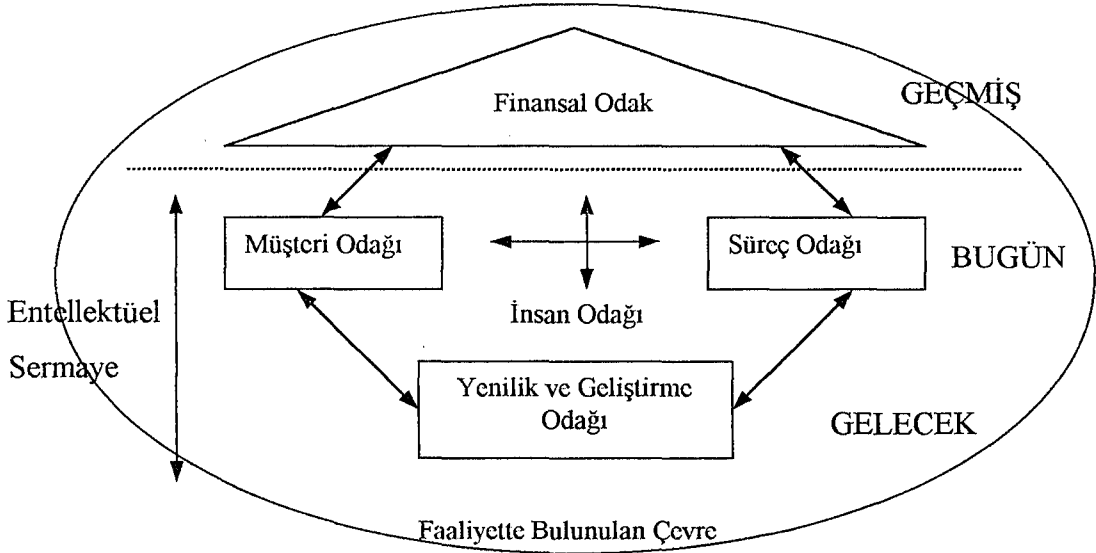 GEÇMİŞ
Finansal Odak
Müşteri Odağı
Süreç Odağı
BUGÜN
Entellektüel
Sermaye
İnsan Odağı
Yenilik ve Geliştirme
Odağı
GELECEK
Faaliyette Bulunulan Çevre